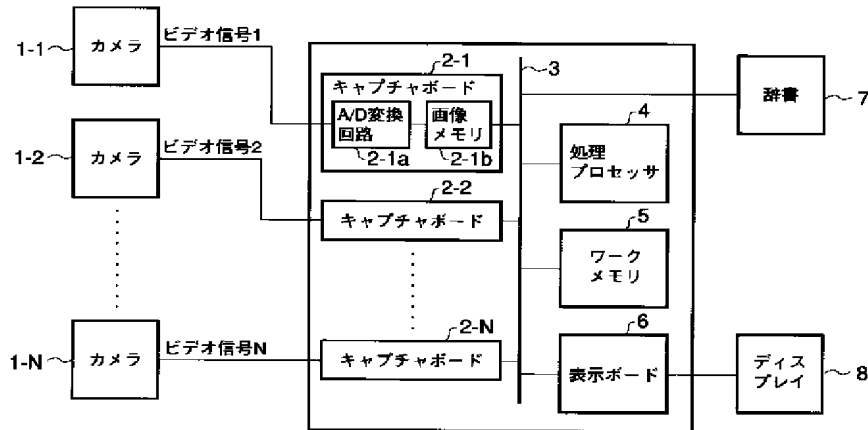 1-1
カメラ
ビデオ信号1
1-2
カメラ
ビデオ信号2
1-N
カメラ
ビデオ信号N
2-1
キャプチャボード
A/D変換
回路
2-1a
画像
メモリ
2-1b
2-2
キャプチャボード
2-N
キャプチャボード
3
4
処理
プロセッサ
5
ワーク
メモリ
6
表示ボード
辞書
7
ディス
プレイ
8